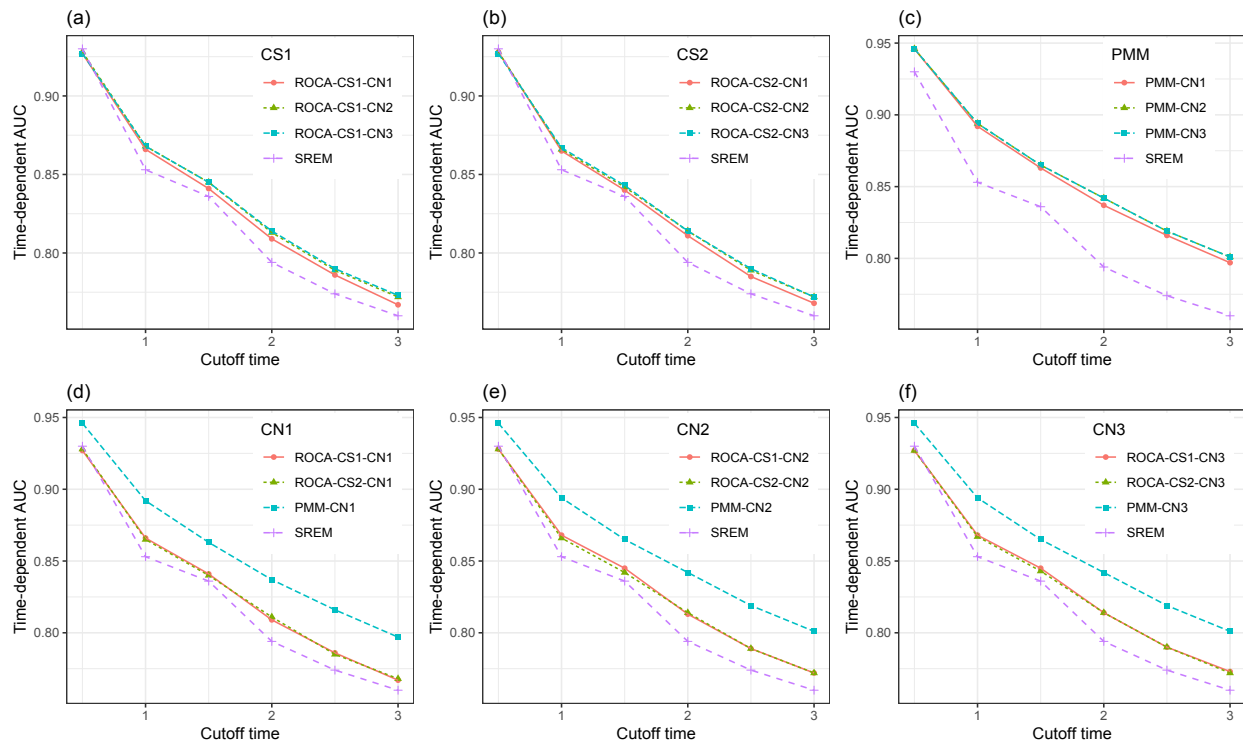 (a)
CS1
ROCA-CS1-CN1
ROCA-CS1-CN2
ROCA-CS1-CN3
SREM
0.90
0.85
0.80
Time-dependent AUC
1
2
3
Cutoff time
(b)
CS2
ROCA-CS2-CN1
ROCA-CS2-CN2
ROCA-CS2-CN3
SREM
0.90
0.85
0.80
Time-dependent AUC
1
2
3
Cutoff time
(c)
PMM
PMM-CN1
PMM-CN2
PMM-CN3
SREM
0.95
0.90
0.85
0.80
Time-dependent AUC
1
2
3
Cutoff time
(d)
CN1
ROCA-CS1-CN1
ROCA-CS2-CN1
PMM-CN1
SREM
0.95
0.90
0.85
0.80
Time-dependent AUC
1
2
3
Cutoff time
(e)
CN2
ROCA-CS1-CN2
ROCA-CS2-CN2
PMM-CN2
SREM
0.95
0.90
0.85
0.80
Time-dependent AUC
1
2
3
Cutoff time
(f)
CN3
ROCA-CS1-CN3
ROCA-CS2-CN3
PMM-CN3
SREM
0.95
0.90
0.85
0.80
Time-dependent AUC
1
2
3
Cutoff time